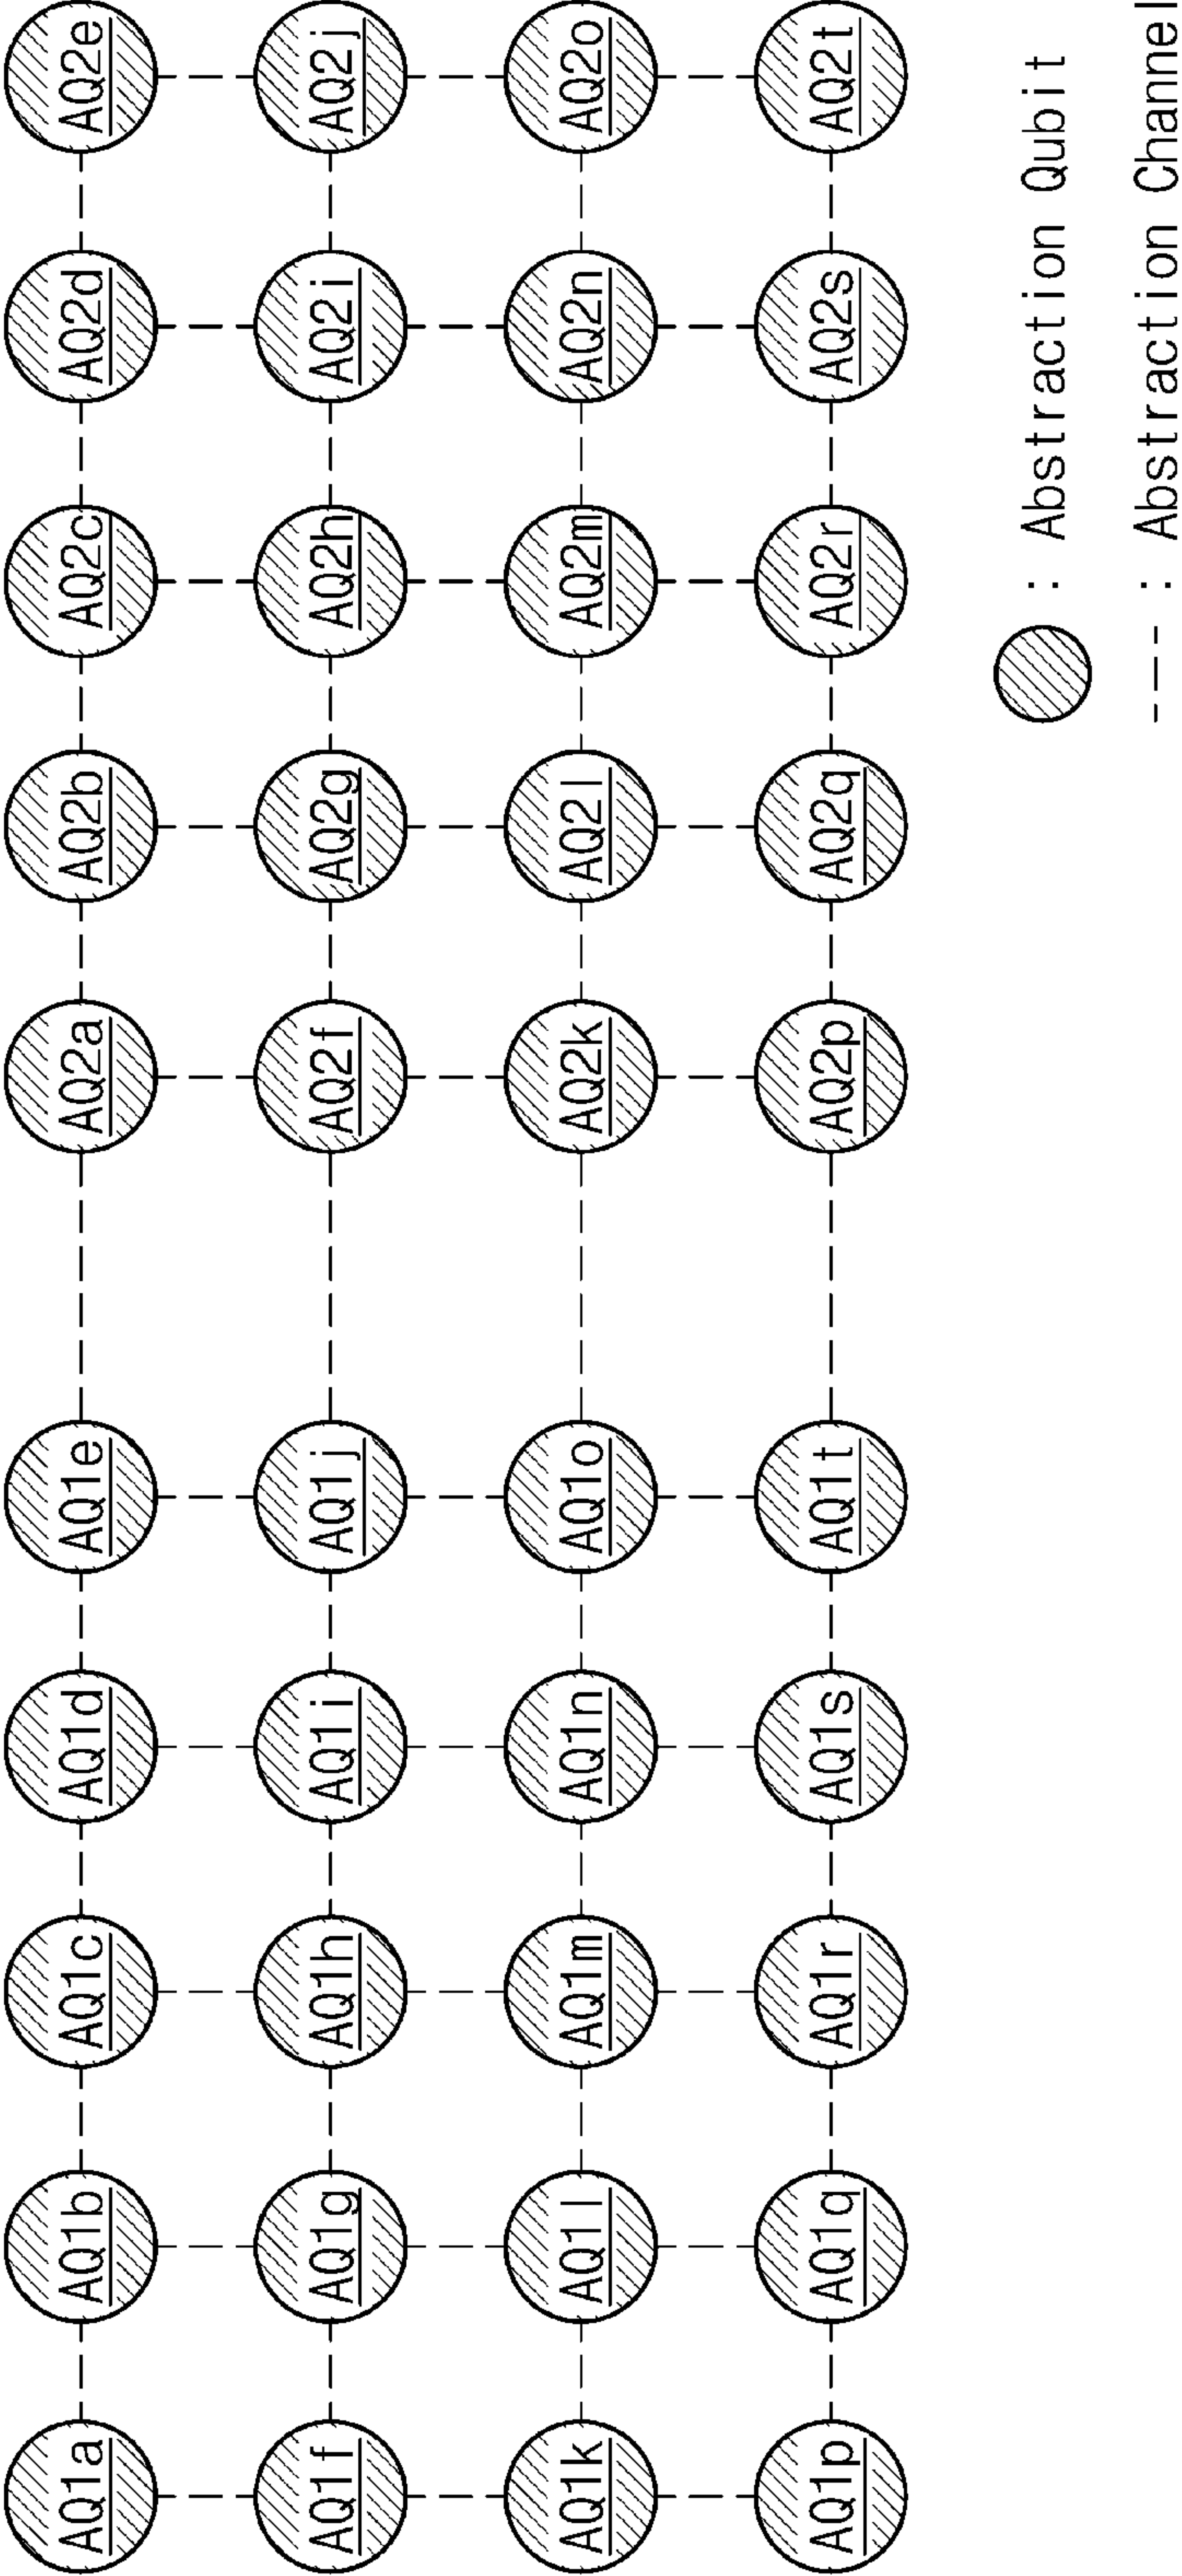 AQ1a AQ1b AQ1c AQ1d AQ1e AQ2a AQ2b AQ2c AQ2d AQ2e
AQ1f AQ1g AQ1h AQ1i AQ1j AQ2f AQ2g AQ2h AQ2i AQ2j
AQ1k AQ1l AQ1m AQ1n AQ1o AQ2k AQ2l AQ2m AQ2n AQ2o
AQ1p AQ1q AQ1r AQ1s AQ1t AQ2p AQ2q AQ2r AQ2s AQ2t
: Abstraction Qubit
: Abstraction Channel